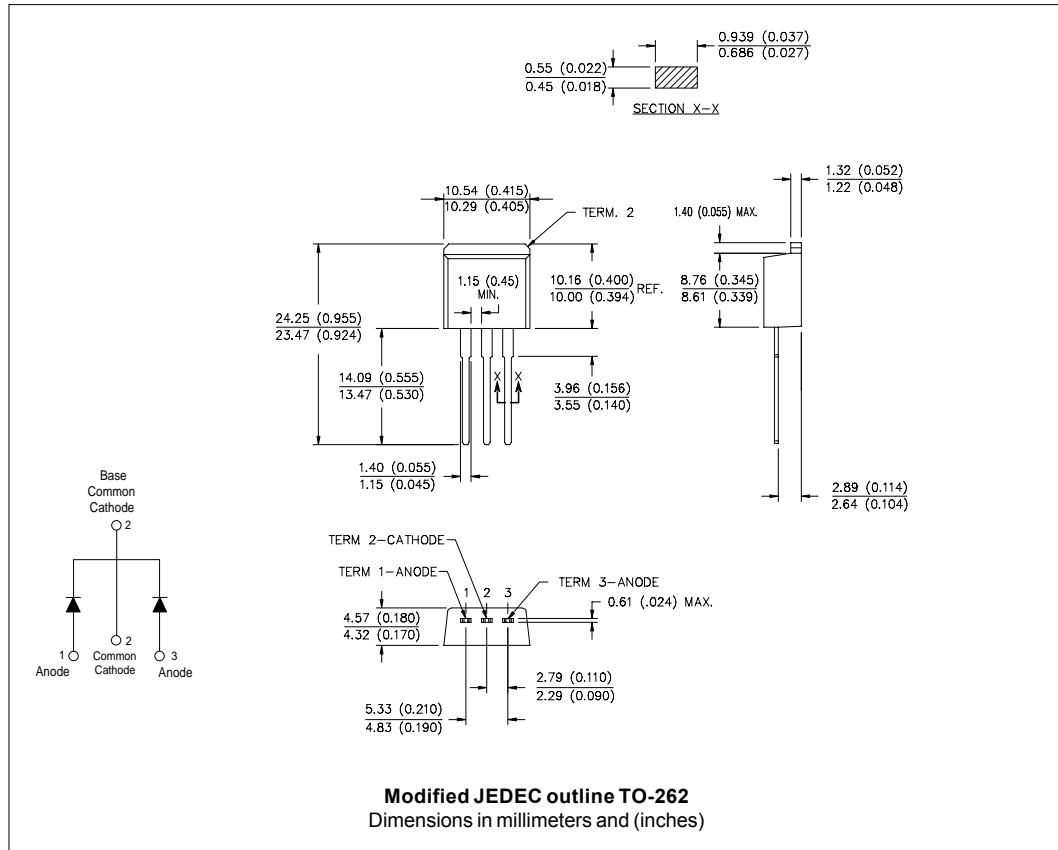 0.939 (0.037)
0.686 (0.027)
0.55 (0.022)
0.45 (0.018)
SECTION X-X
10.54 (0.415)
10.29 (0.405)
TERM. 2
1.32 (0.052)
1.22 (0.048)
1.40 (0.055) MAX.
1.15 (0.45)
MIN.
10.16 (0.400)
10.00 (0.394)
REF.
8.76 (0.345)
8.61 (0.339)
24.25 (0.955)
23.47 (0.924)
14.09 (0.555)
13.47 (0.530)
X X
3.96 (0.156)
3.55 (0.140)
1.40 (0.055)
1.15 (0.045)
2.89 (0.114)
2.64 (0.104)
Base
Common
Cathode
2
2
1
Anode
Common
Cathode
3
Anode
TERM 2-CATHODE
TERM 1-ANODE
TERM 3-ANODE
1 2 3
0.61 (.024) MAX.
4.57 (0.180)
4.32 (0.170)
2.79 (0.110)
2.29 (0.090)
5.33 (0.210)
4.83 (0.190)
Modified JEDEC outline TO-262
Dimensions in millimeters and (inches)